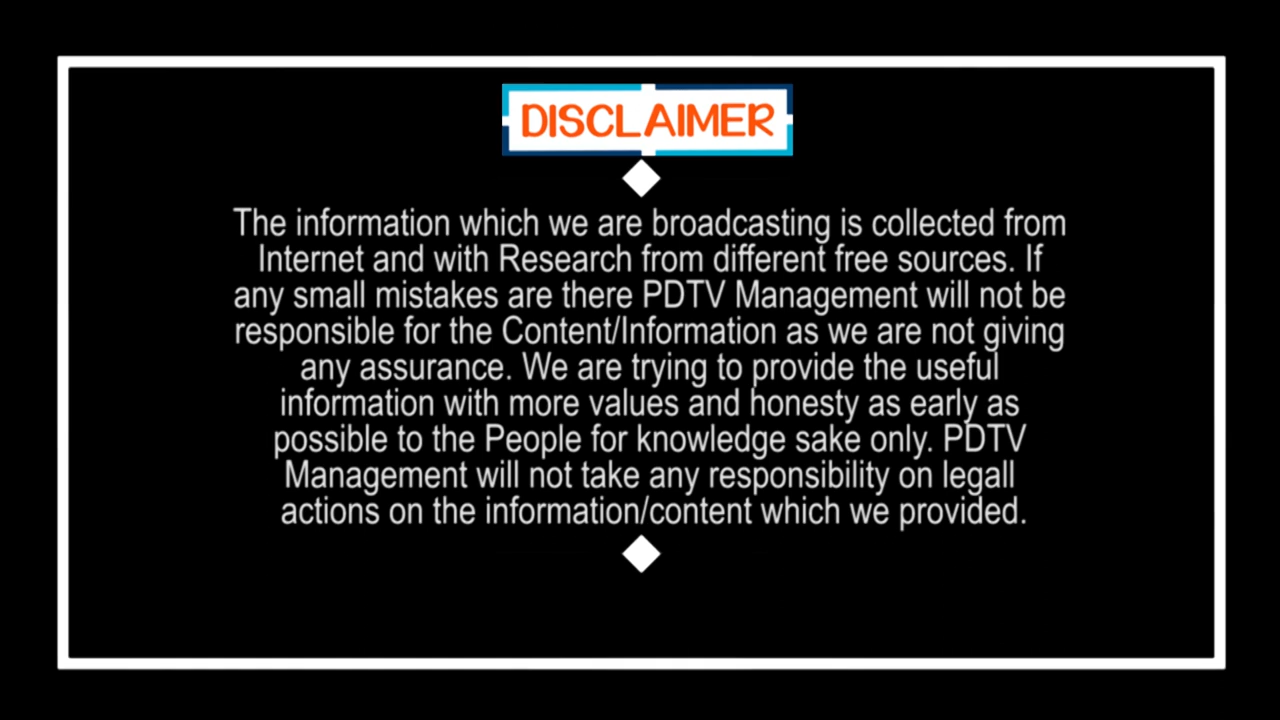 DISCLAIMER
The information which we are broadcasting is collected from
Internet and with Research from different free sources. If
any small mistakes are there PDTV Management will not be
responsible for the Content/Information as we are not giving
any assurance. We are trying to provide the useful
information with more values and honesty as early as
possible to the People for knowledge sake only. PDTV
Management will not take any responsibility on legall
actions on the information/content which we provided.